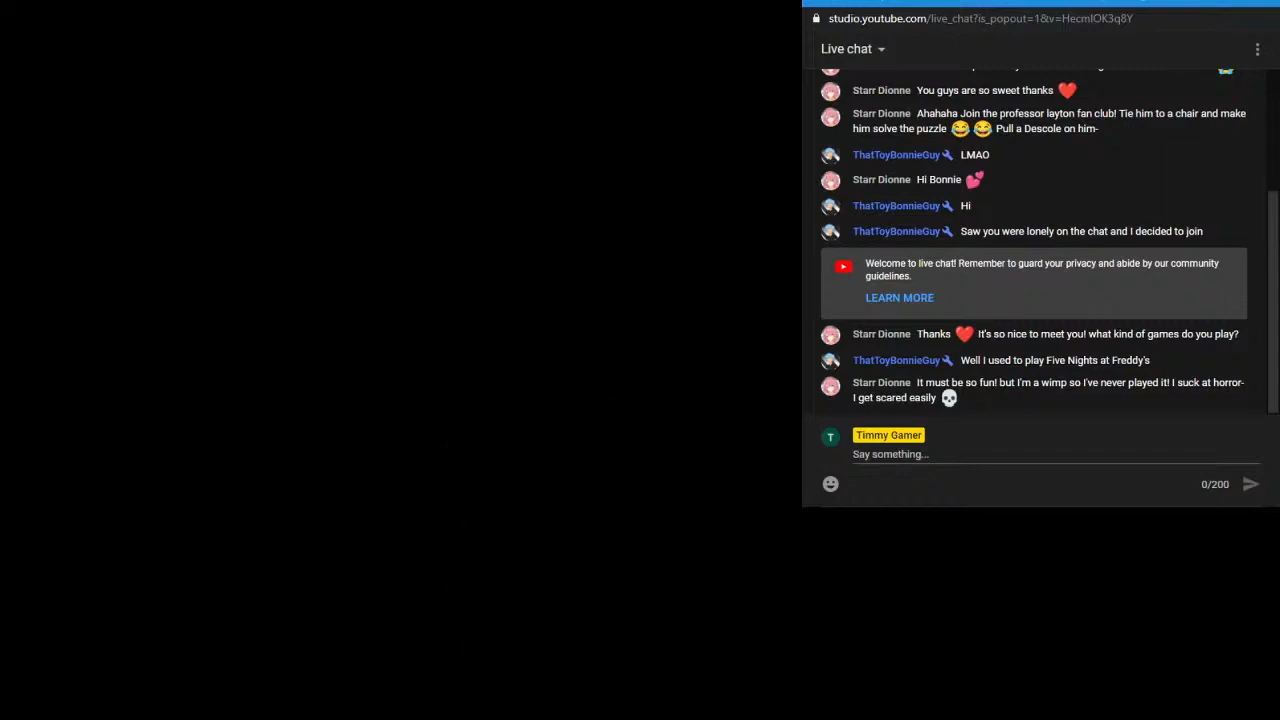 studio.youtube.com/live_chat?is_popout=1&v=HecmlOK3q8Y
Live chat
Starr Dionne You guys are so sweet thanks ❤️
Starr Dionne Ahahaha Join the professor layton fan club! Tie him to a chair and make
him solve the puzzle 😂 😂 Pull a Descole on him-
ThatToyBonnieGuy LMAO
Starr Dionne Hi Bonnie 💕
ThatToyBonnieGuy Hi
ThatToyBonnieGuy Saw you were lonely on the chat and I decided to join
Welcome to live chat! Remember to guard your privacy and abide by our community
guidelines.
LEARN MORE
Starr Dionne Thanks ❤️ It's so nice to meet you! what kind of games do you play?
ThatToyBonnieGuy Well I used to play Five Nights at Freddy's
Starr Dionne It must be so fun! but I'm a wimp so I've never played it! I suck at horror-
I get scared easily 💀
T
Timmy Gamer
Say something...
0/200